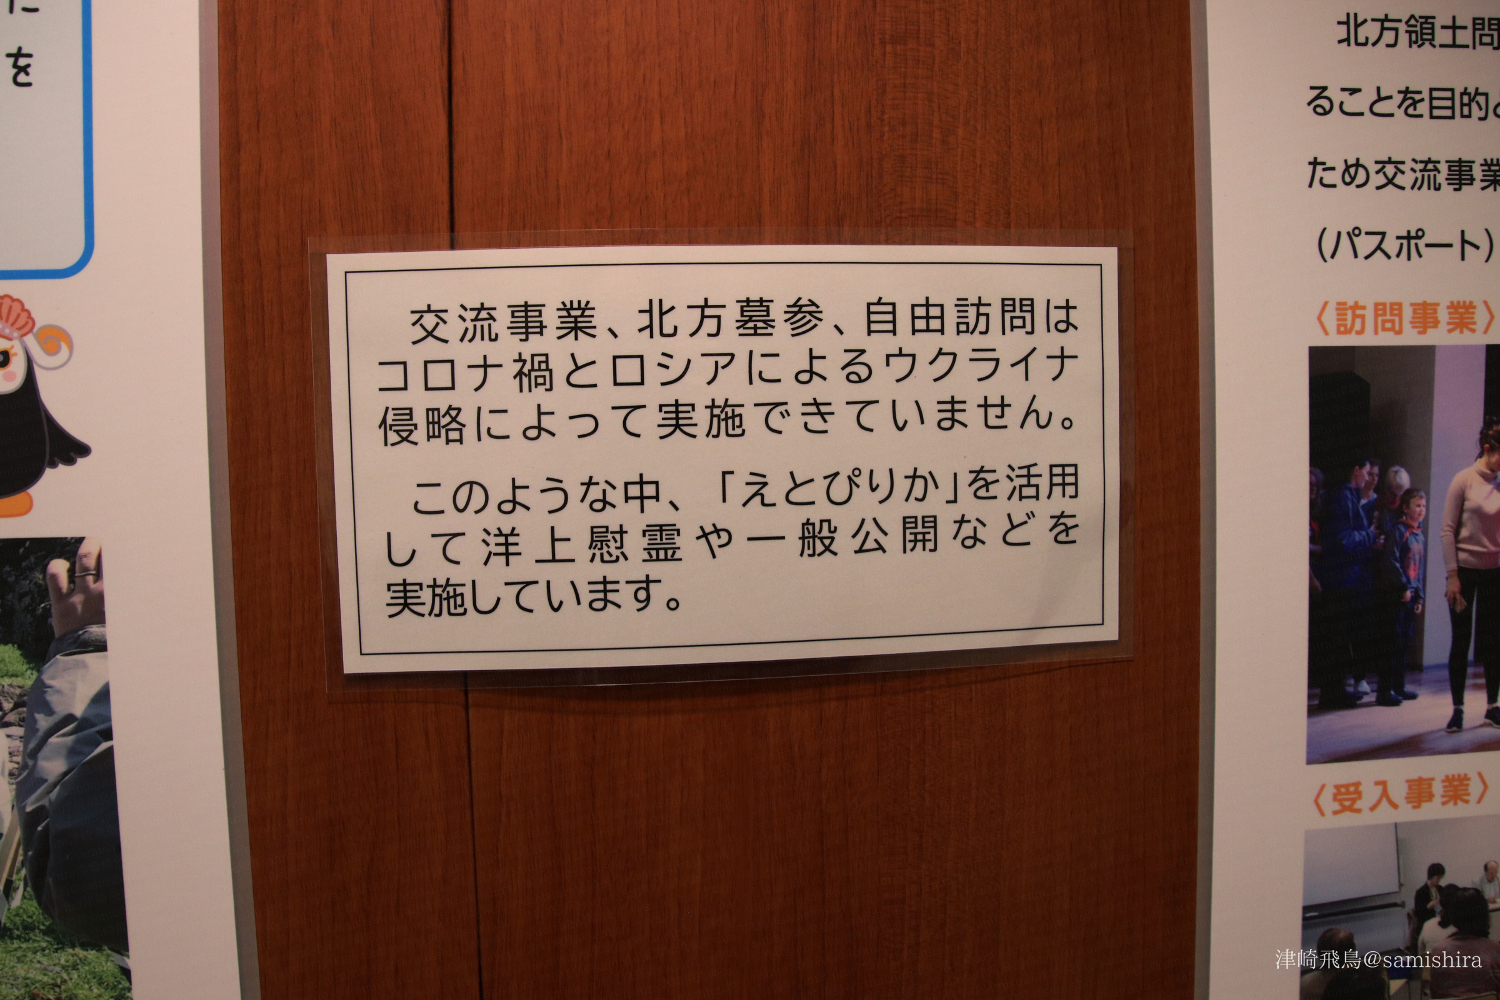 に
を
交流事業、北方墓参、自由訪問は
コロナ禍とロシアによるウクライナ
侵略によって実施できていません。
このような中、「えとぴりか」を活用
して洋上慰霊や一般公開などを
実施しています。
北方領土問
ることを目的と
ため交流事業
（パスポート）
〈訪問事業〉
〈受入事業〉
津崎飛鳥@samishira